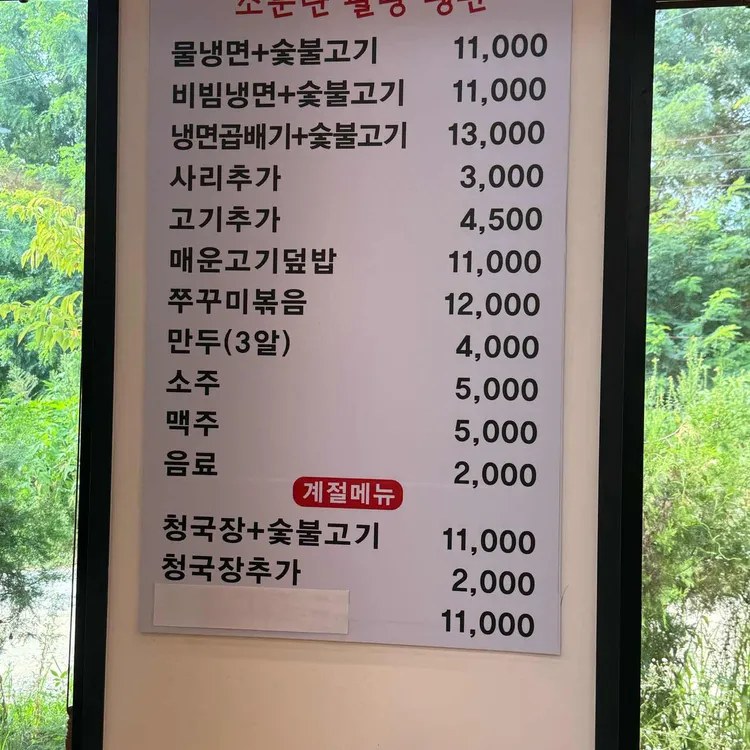 물냉면+숯불고기 11,000
비빔냉면+숯불고기 11,000
냉면곱배기+숯불고기 13,000
사리추가 3,000
고기추가 4,500
매운고기덮밥 11,000
쭈꾸미볶음 12,000
만두(3알) 4,000
소주 5,000
맥주 5,000
음료 2,000
계절메뉴
청국장+숯불고기 11,000
청국장추가 2,000
11,000